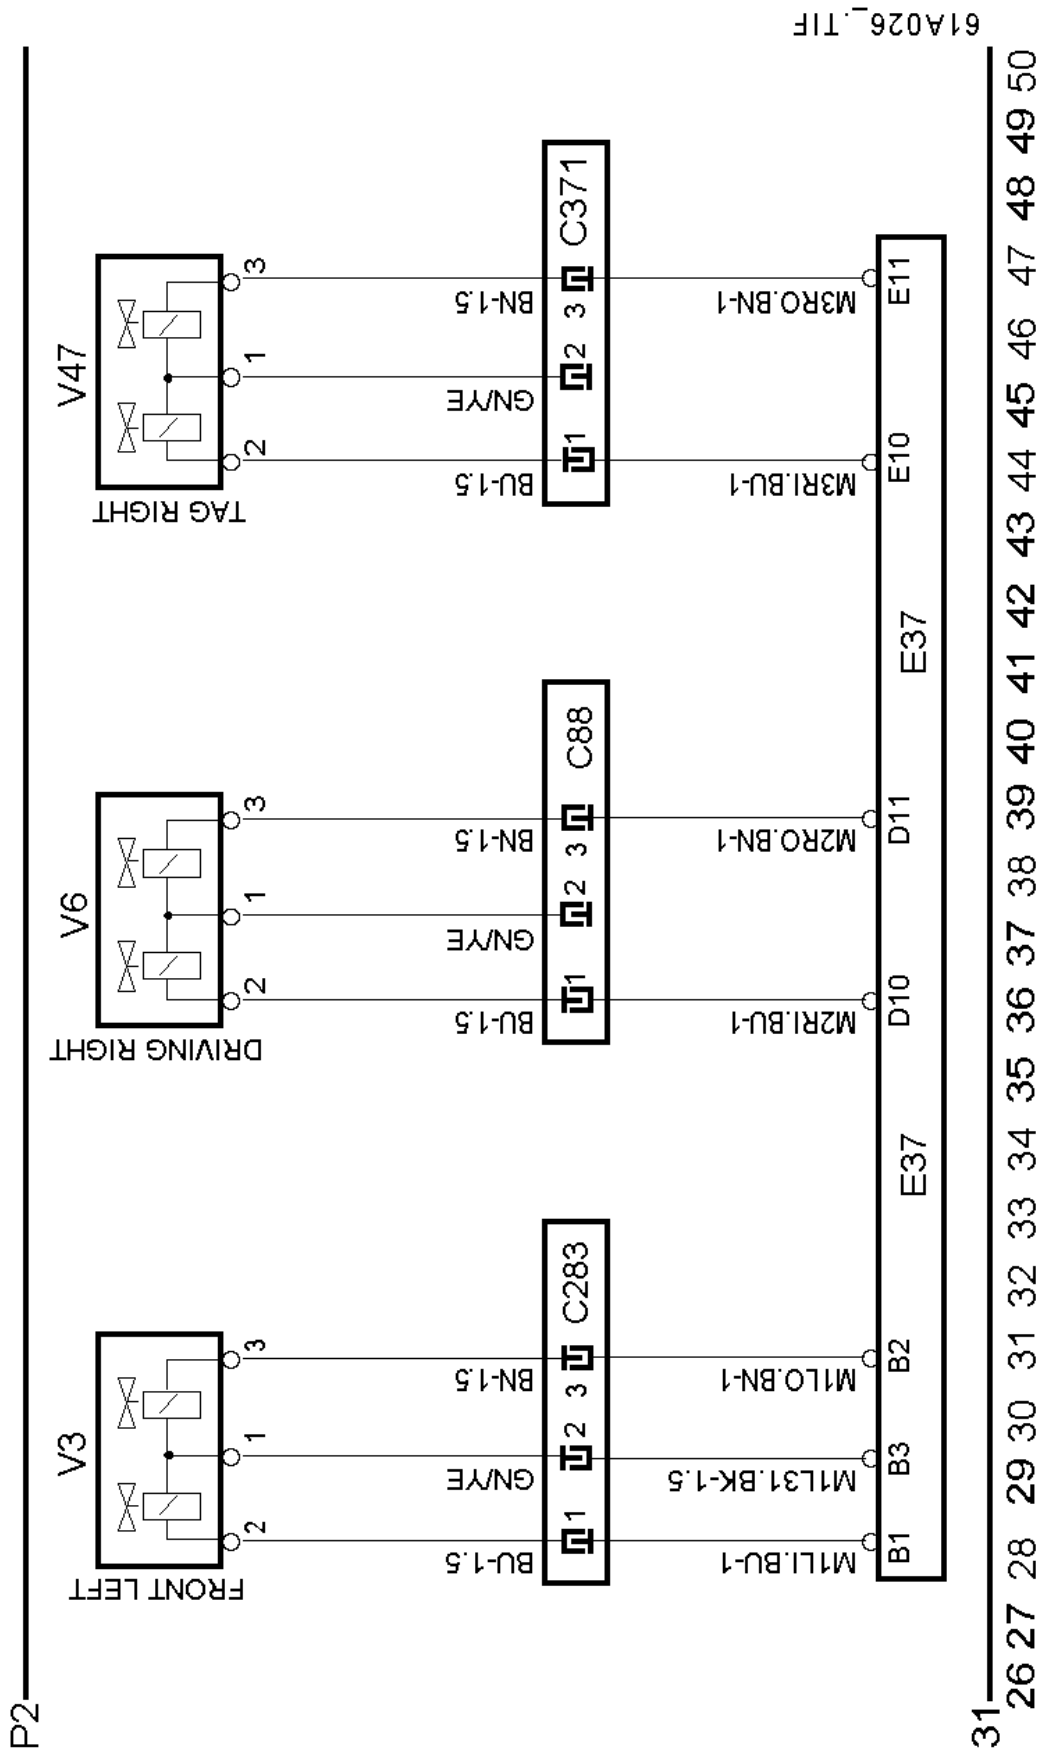 P2
V3
V6
V47
FRONT LEFT
DRIVING RIGHT
TAG RIGHT
2 1 3
2 1 3
2 1 3
BU-1.5
GN/YE
BN-1.5
BU-1.5
GN/YE
BN-1.5
BU-1.5
GN/YE
BN-1.5
1 2 3 C283
1 2 3 C88
1 2 3 C371
M1LI.BU-1
M1L31.BK-1.5
M1LO.BN-1
M2RI.BU-1
M2RO.BN-1
M3RI.BU-1
M3RO.BN-1
B1 B3 B2 E37 D10 D11 E37 E10 E11
31
26 27 28 29 30 31 32 33 34 35 36 37 38 39 40 41 42 43 44 45 46 47 48 49 50
61A026_.TIF